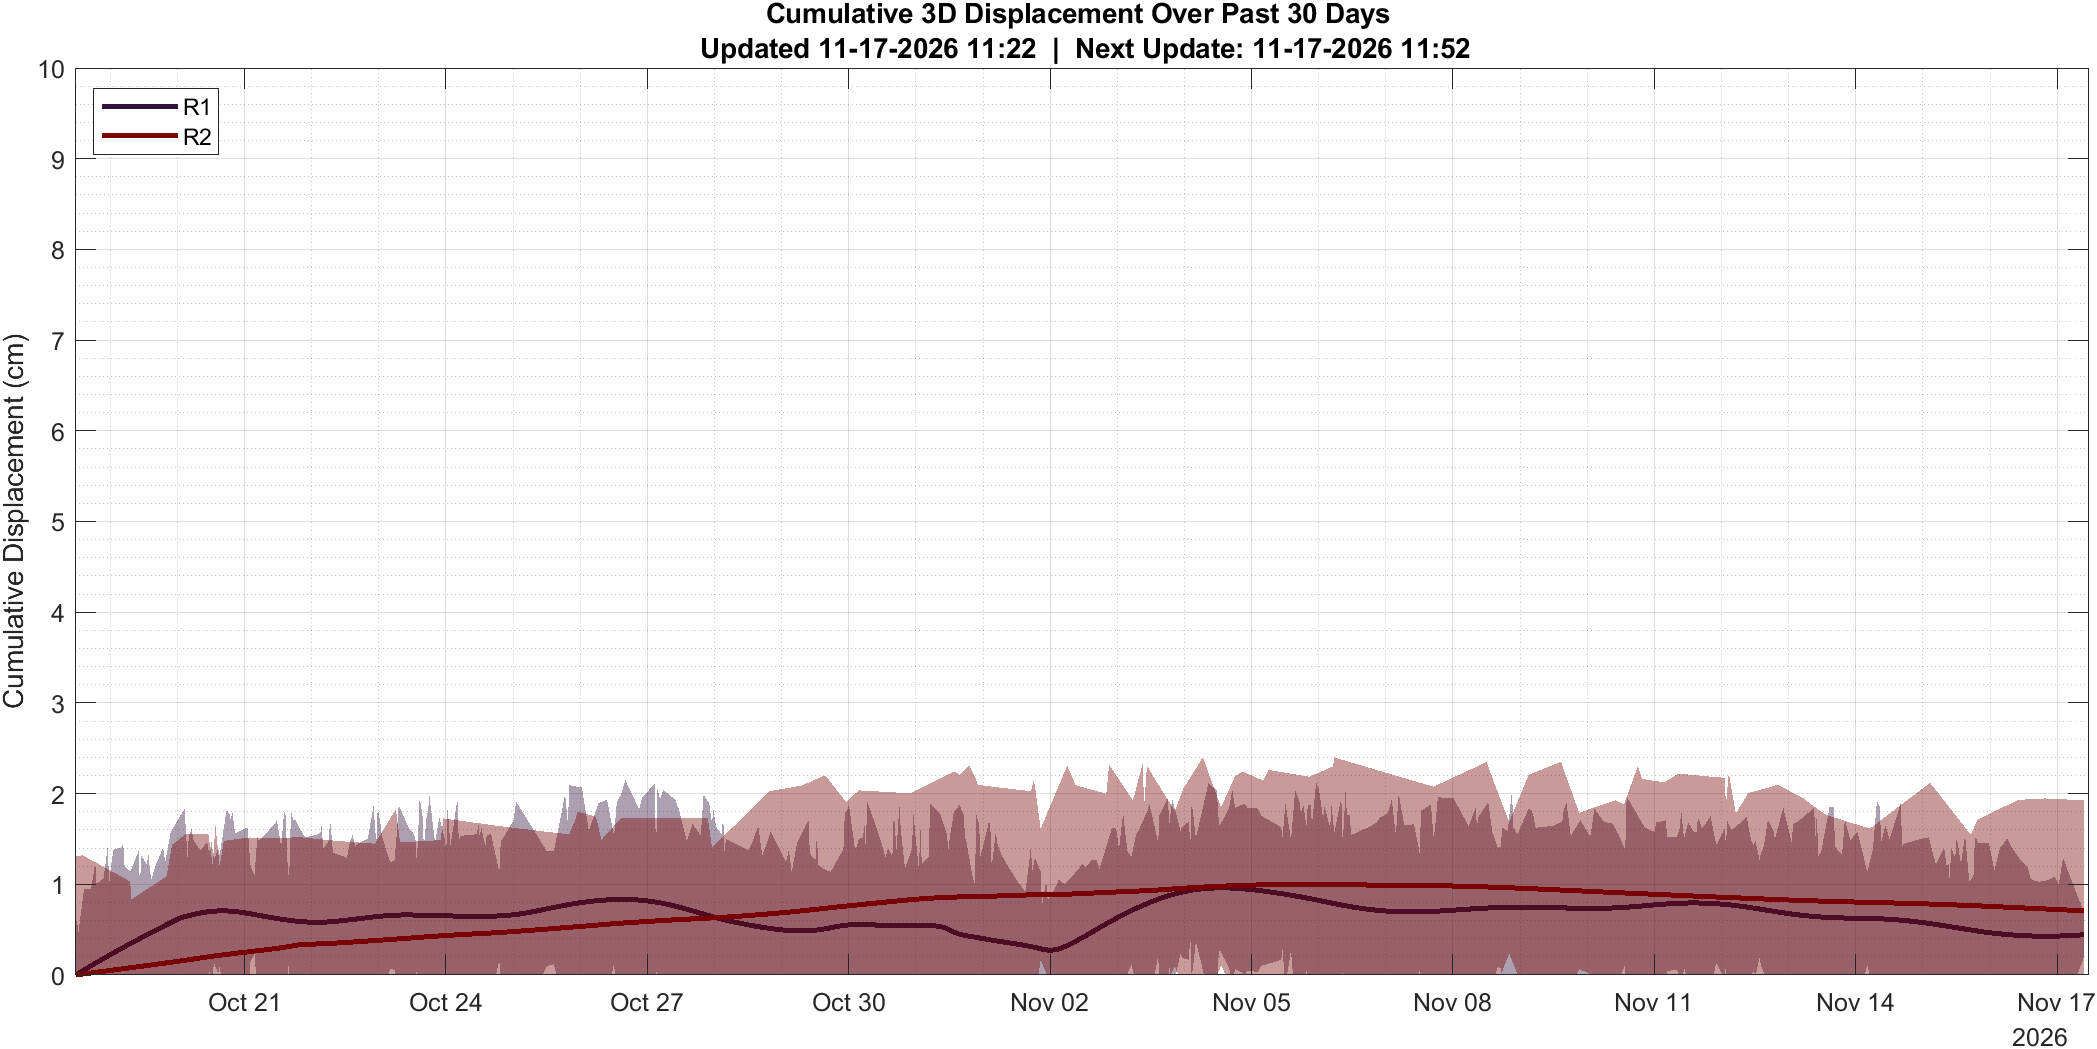 Cumulative 3D Displacement Over Past 30 Days
Updated 11-17-2026 11:22 | Next Update: 11-17-2026 11:52
R1
R2
Cumulative Displacement (cm)
10
9
8
7
6
5
4
3
2
1
0
Oct 21 Oct 24 Oct 27 Oct 30 Nov 02 Nov 05 Nov 08 Nov 11 Nov 14 Nov 17
2026